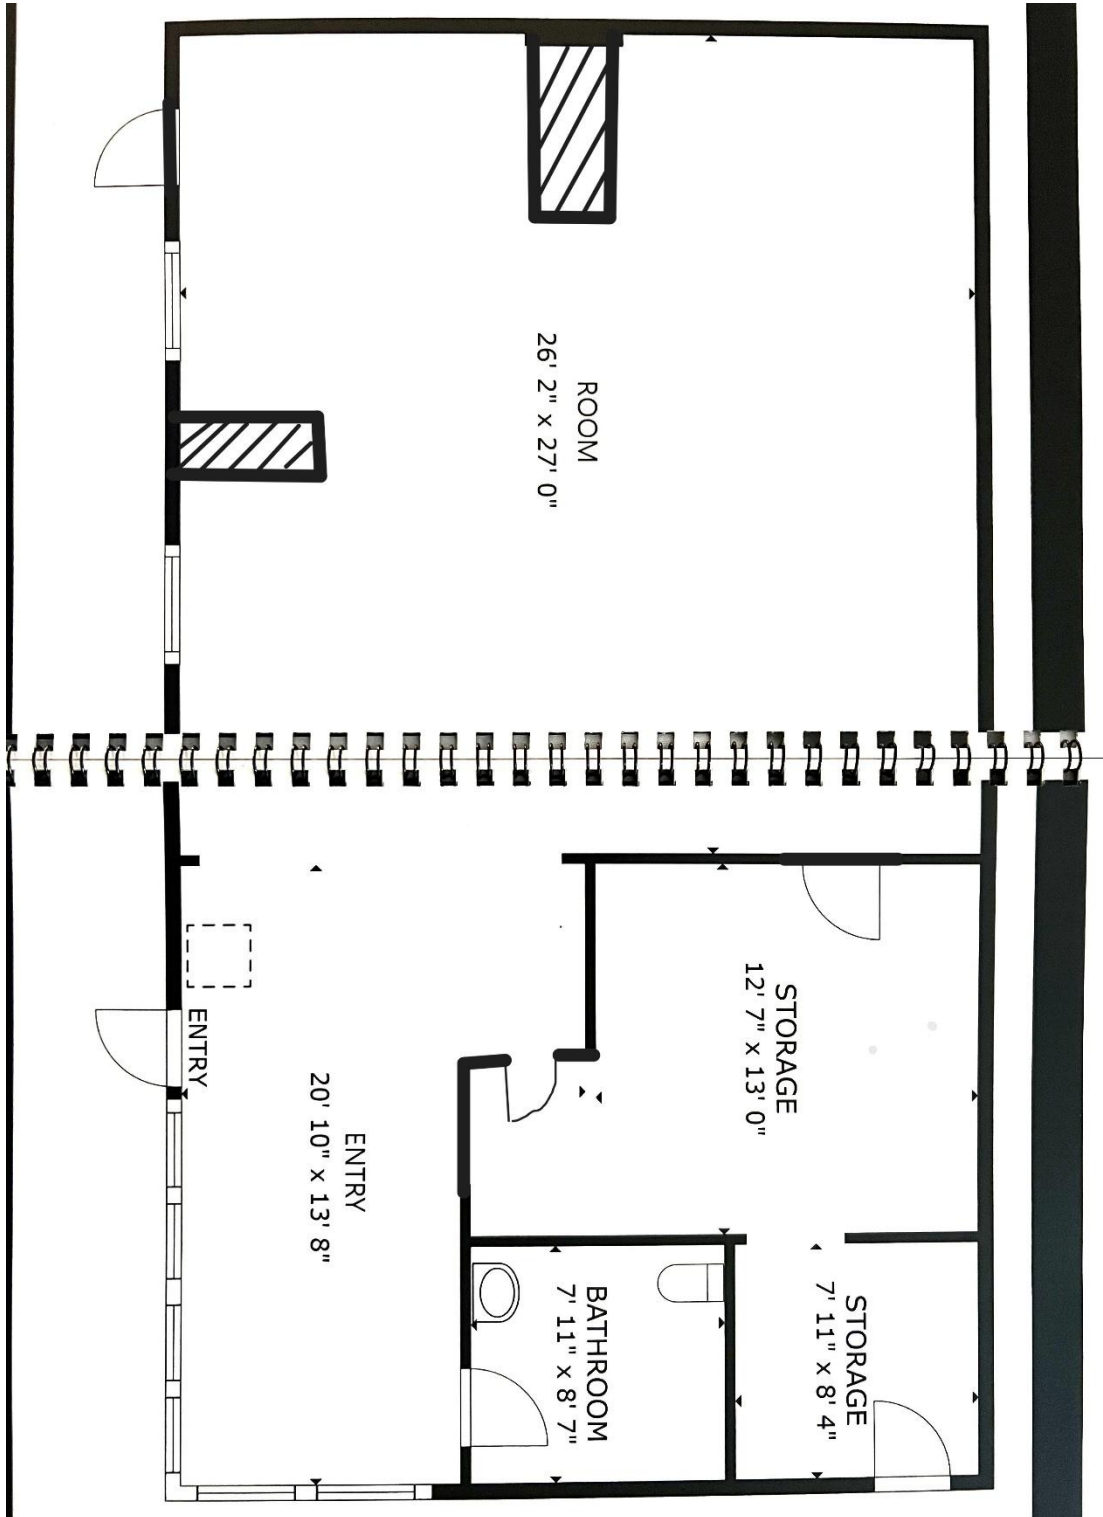 ROOM
26' 2" x 27' 0"
STORAGE
12' 7" x 13' 0"
ENTRY
ENTRY
20' 10" x 13' 8"
BATHROOM
7' 11" x 8' 7"
STORAGE
7' 11" x 8' 4"